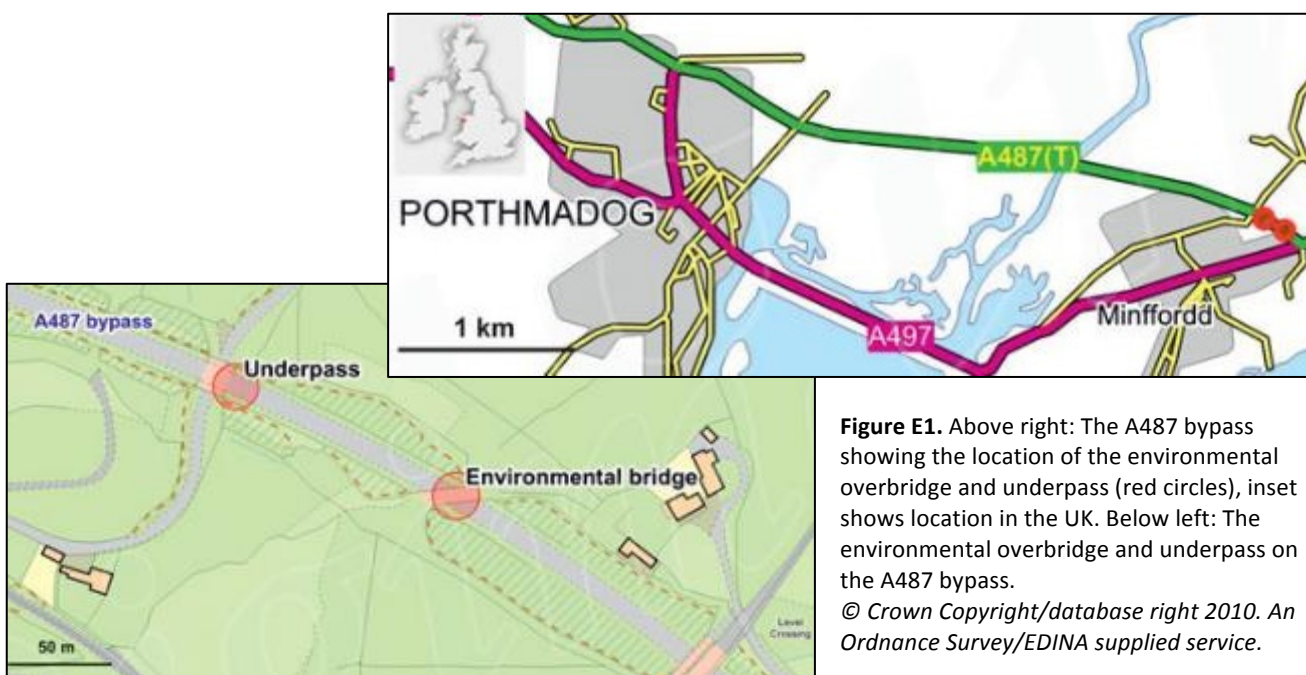 A487(T)
PORTHMADOG
1 km
A497
Minffordd
A487 bypass
Underpass
Environmental bridge
Level
Crossing
50 m
Figure E1. Above right: The A487 bypass
showing the location of the environmental
overbridge and underpass (red circles), inset
shows location in the UK. Below left: The
environmental overbridge and underpass on
the A487 bypass.
© Crown Copyright/database right 2010. An
Ordnance Survey/EDINA supplied service.